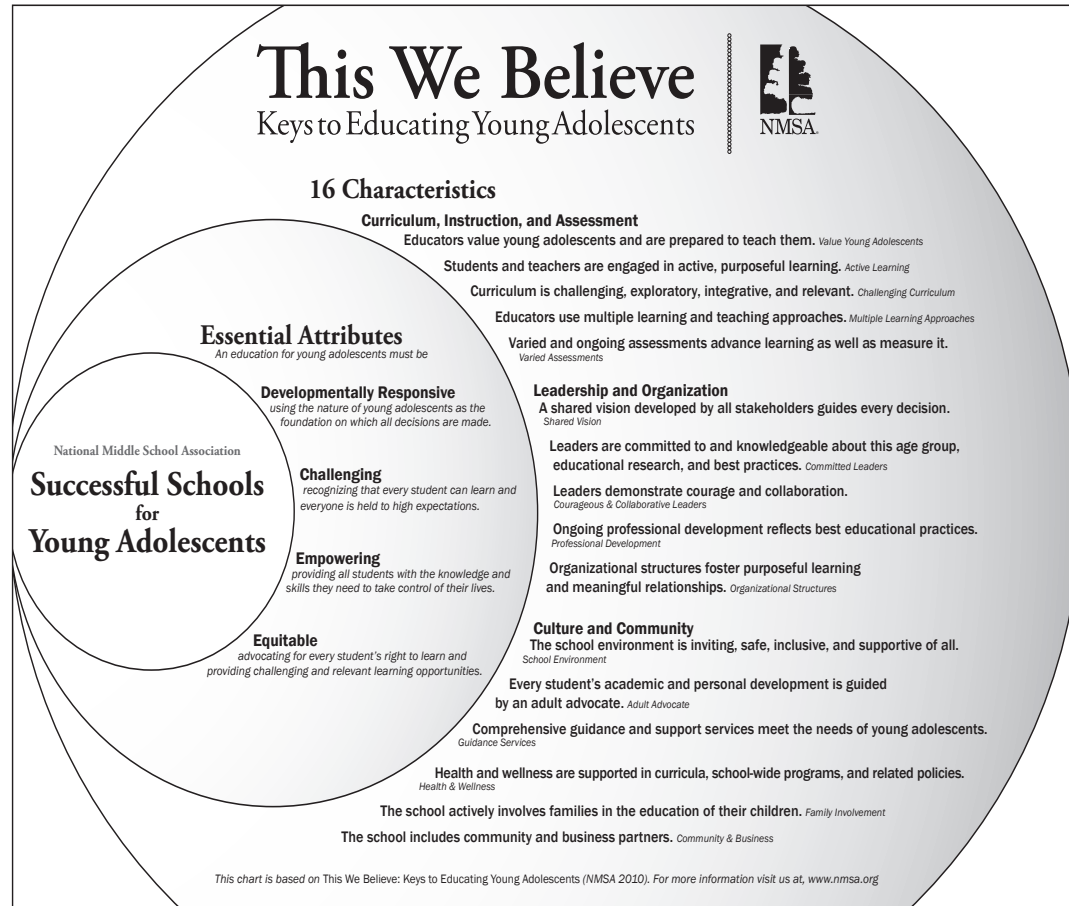 This We Believe
Keys to Educating Young Adolescents
NMSA
16 Characteristics
Curriculum, Instruction, and Assessment
Educators value young adolescents and are prepared to teach them. Value Young Adolescents
Students and teachers are engaged in active, purposeful learning. Active Learning
Curriculum is challenging, exploratory, integrative, and relevant. Challenging Curriculum
Educators use multiple learning and teaching approaches. Multiple Learning Approaches
Varied and ongoing assessments advance learning as well as measure it.
Varied Assessments
Leadership and Organization
A shared vision developed by all stakeholders guides every decision.
Shared Vision
Leaders are committed to and knowledgeable about this age group,
educational research, and best practices. Committed Leaders
Leaders demonstrate courage and collaboration.
Courageous & Collaborative Leaders
Ongoing professional development reflects best educational practices.
Professional Development
Organizational structures foster purposeful learning
and meaningful relationships. Organizational Structures
Culture and Community
The school environment is inviting, safe, inclusive, and supportive of all.
School Environment
Every student's academic and personal development is guided
by an adult advocate. Adult Advocate
Comprehensive guidance and support services meet the needs of young adolescents.
Guidance Services
Health and wellness are supported in curricula, school-wide programs, and related policies.
Health & Wellness
The school actively involves families in the education of their children. Family Involvement
The school includes community and business partners. Community & Business
Essential Attributes
An education for young adolescents must be
Developmentally Responsive
using the nature of young adolescents as the
foundation on which all decisions are made.
Challenging
recognizing that every student can learn and
everyone is held to high expectations.
Empowering
providing all students with the knowledge and
skills they need to take control of their lives.
Equitable
advocating for every student's right to learn and
providing challenging and relevant learning opportunities.
National Middle School Association
Successful Schools
for
Young Adolescents
This chart is based on This We Believe: Keys to Educating Young Adolescents (NMSA 2010). For more information visit us at, www.nmsa.org